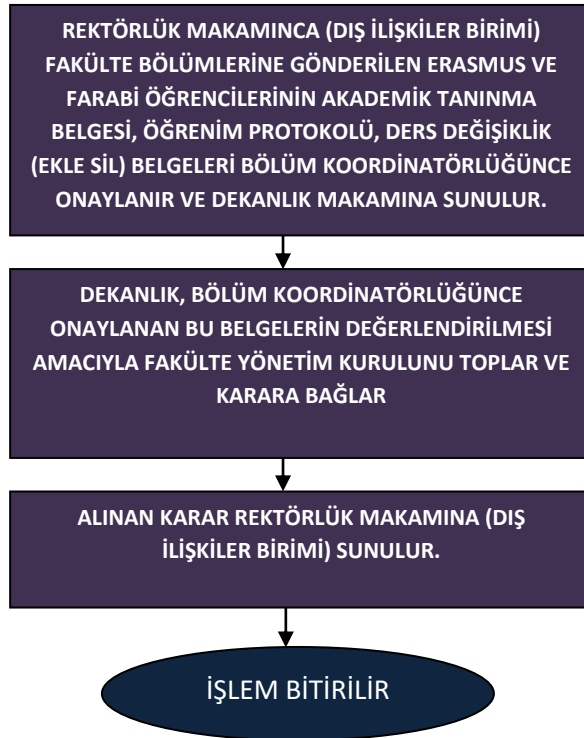 REKTÖRLÜK MAKAMINCA (DIŞ İLİŞKİLER BİRİMİ)
FAKÜLTE BÖLÜMLERİNE GÖNDERİLEN ERASMUS VE
FARABİ ÖĞRENCİLERİNİN AKADEMİK TANINMA
BELGESİ, ÖĞRENİM PROTOKOLÜ, DERS DEĞİŞİKLİK
(EKLE SİL) BELGELERİ BÖLÜM KOORDİNATÖRLÜĞÜNCE
ONAYLANIR VE DEKANLIK MAKAMINA SUNULUR.
DEKANLIK, BÖLÜM KOORDİNATÖRLÜĞÜNCE
ONAYLANAN BU BELGELERİN DEĞERLENDİRİLMESİ
AMACIYLA FAKÜLTE YÖNETİM KURULUNU TOPLAR VE
KARARA BAĞLAR
ALINAN KARAR REKTÖRLÜK MAKAMINA (DIŞ
İLİŞKİLER BİRİMİ) SUNULUR.
İŞLEM BİTİRİLİR